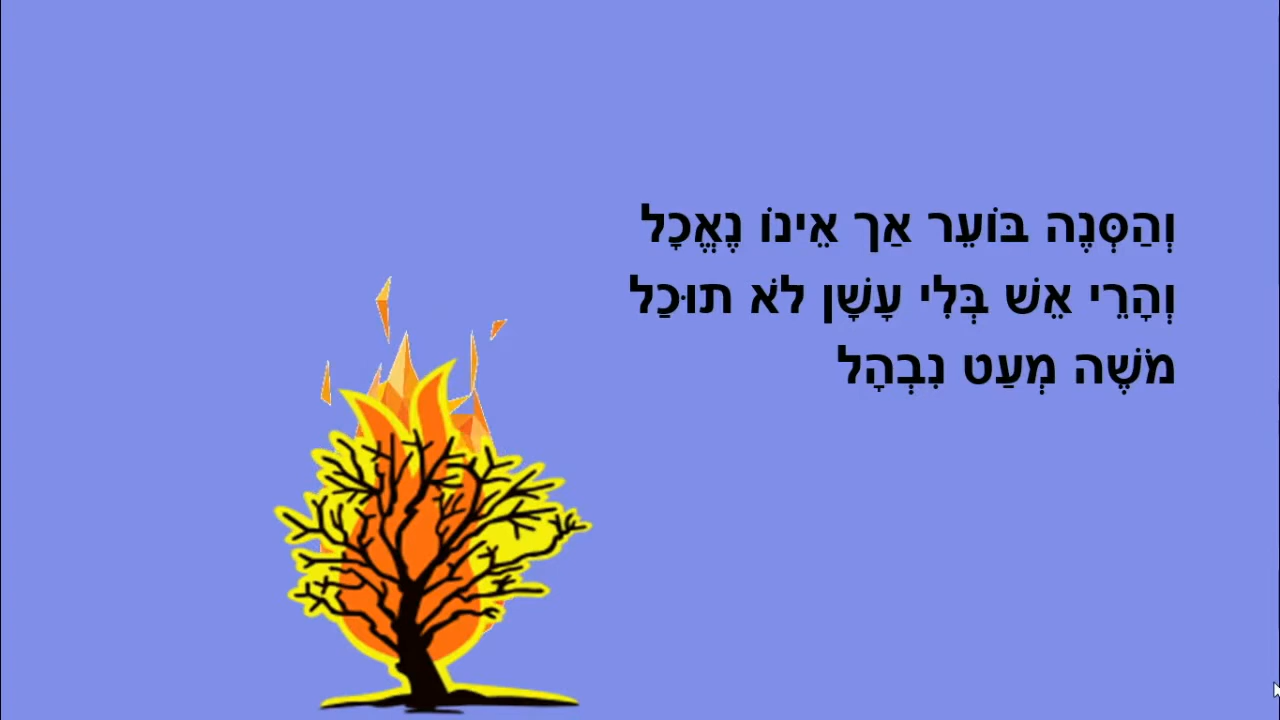 וְהַסְּנֶה בּוֹעֵר אַך אֵינוֹ נֶאֱכָל
וְהָרֵי אֵשׁ בְּלִי עָשָׁן לֹא תוּכַל
מֹשֶׁה מְעַט נִבְהָל